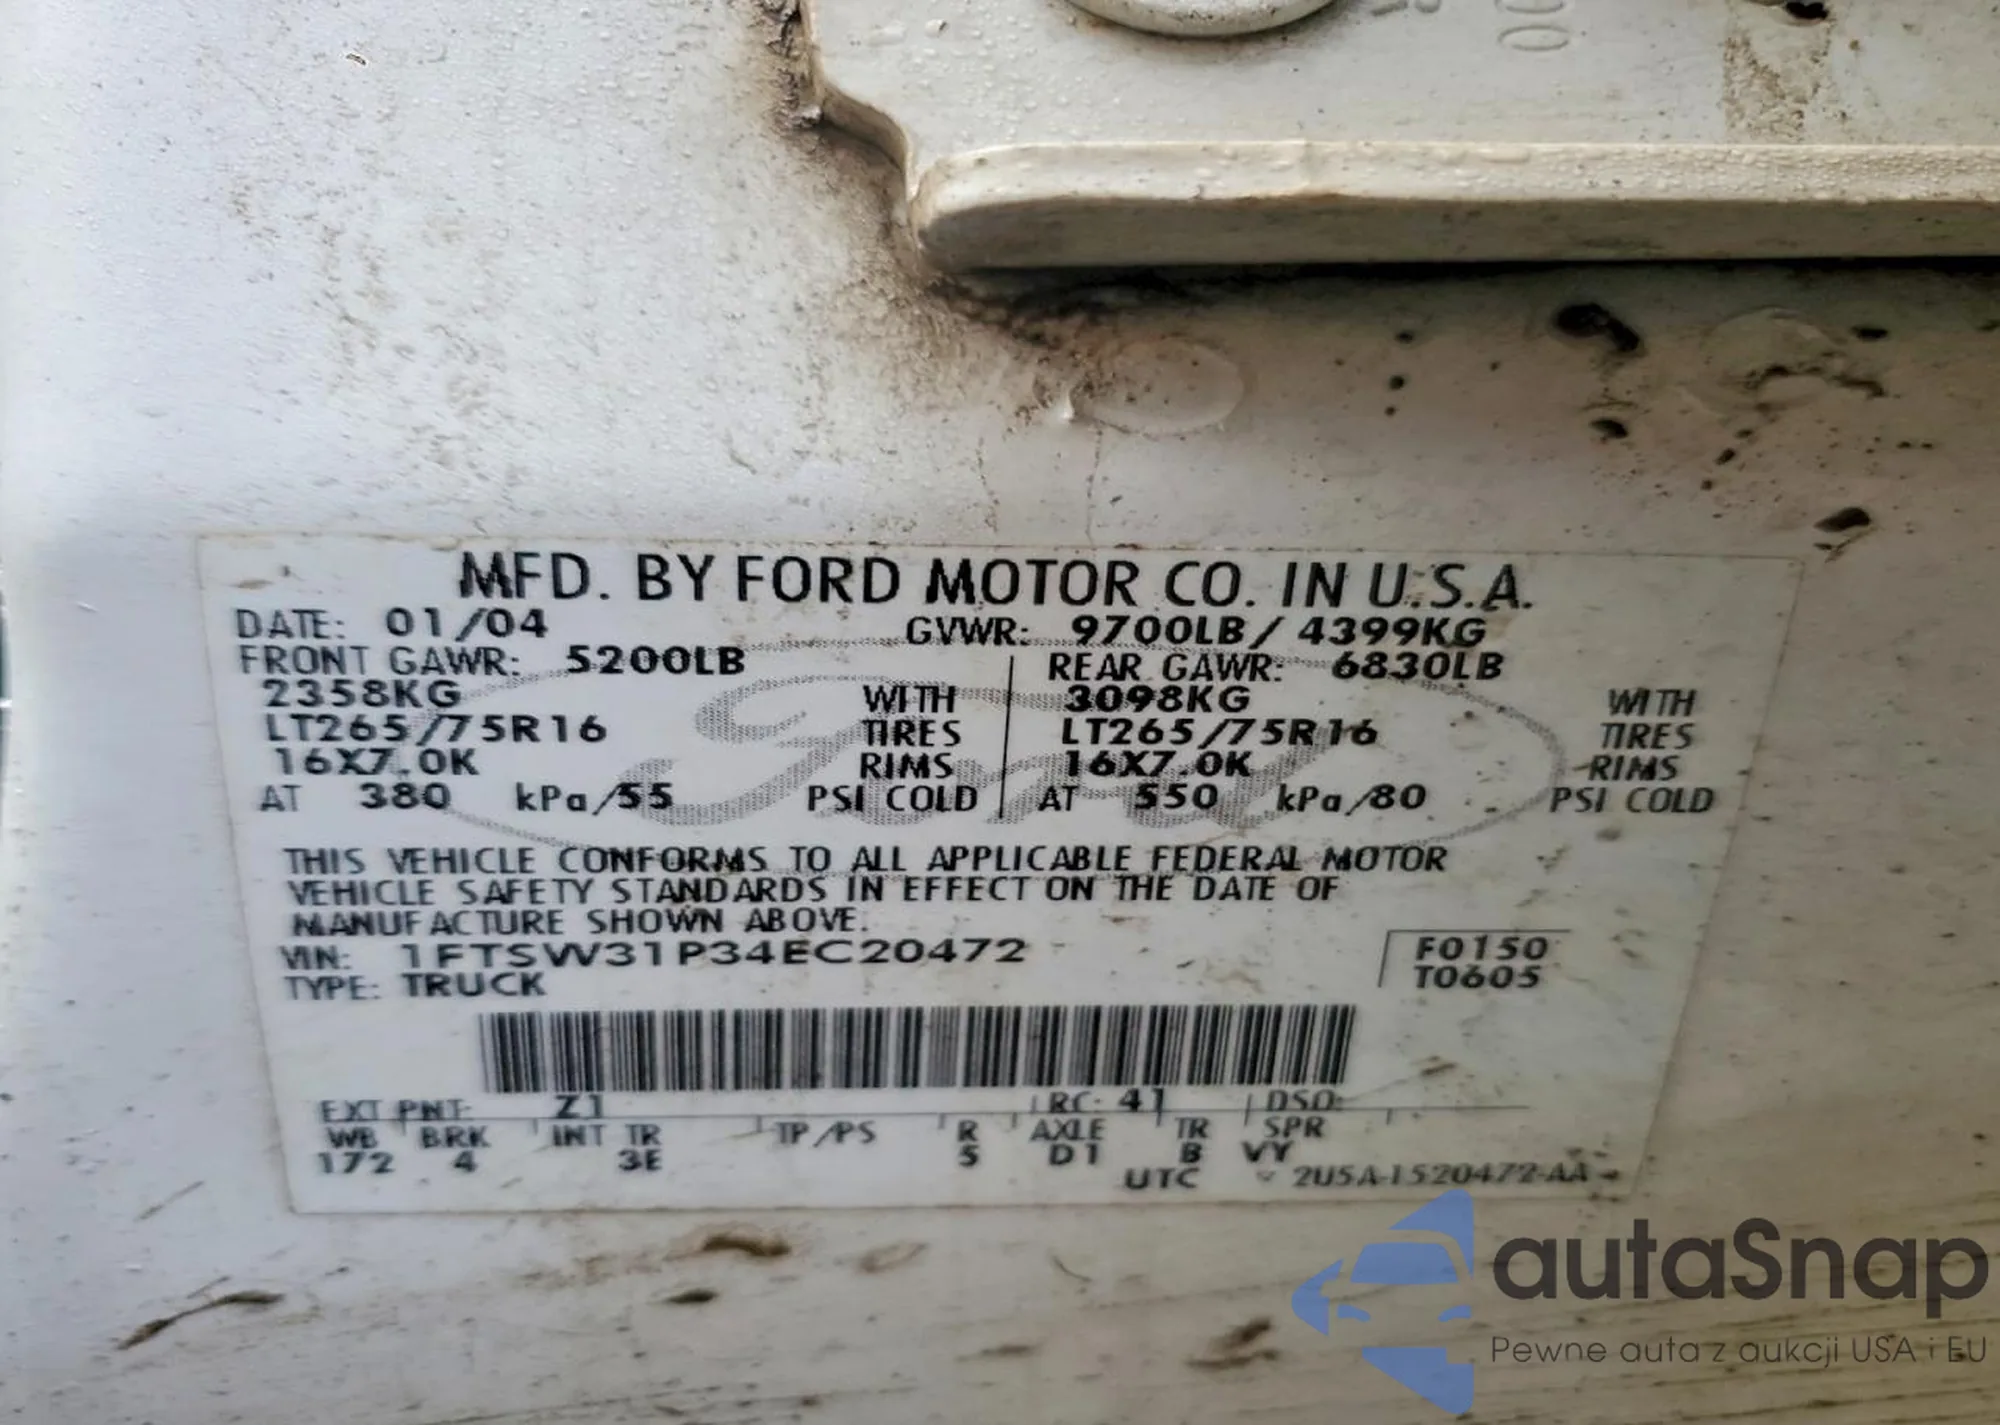 MFD. BY FORD MOTOR CO. IN U.S.A.
DATE: 01/04 GVWR: 9700LB/ 4399KG
FRONT GAWR: 5200LB REAR GAWR: 6830LB
2358KG WITH 3098KG WITH
LT265/75R16 TIRES LT265/75R16 TIRES
16X7.0K RIMS 16X7.0K RIMS
AT 380 kPa/55 PSI COLD AT 550 kPa/80 PSI COLD
THIS VEHICLE CONFORMS TO ALL APPLICABLE FEDERAL MOTOR
VEHICLE SAFETY STANDARDS IN EFFECT ON THE DATE OF
MANUFACTURE SHOWN ABOVE.
VIN: 1FTSW31P34EC20472 F0150
TYPE: TRUCK T0605
EXT PNT: Z1 RC: 41 DSO:
WB BRK INT TR TP/PS R AXLE TR SPR
172 4 3E 5 D1 B VY
UTC 2U5A-1520472-AA
Ford
autaSnap
Pewne auta z aukcji USA i EU